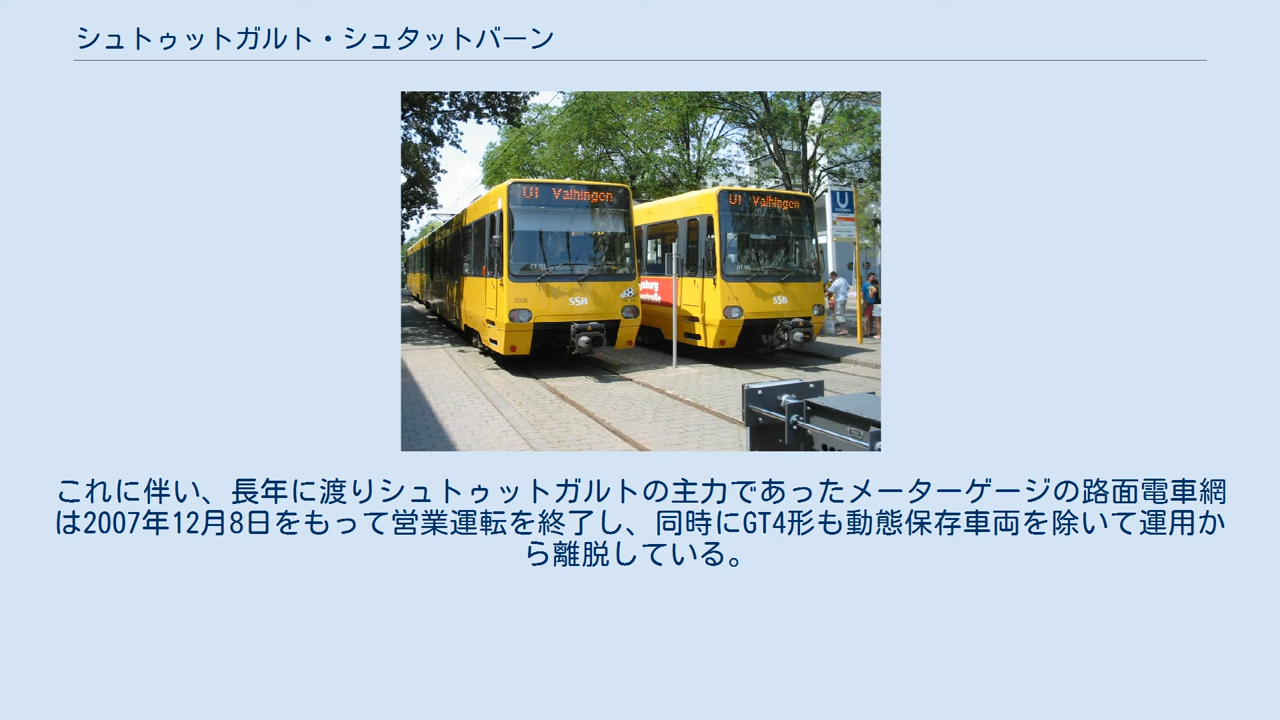 シュトゥットガルト・シュタットバーン
U1 Vaihingen
U1 Vaihingen
U
SSB
SSB
これに伴い、長年に渡りシュトゥットガルトの主力であったメーターゲージの路面電車網
は2007年12月8日をもって営業運転を終了し、同時にGT4形も動態保存車両を除いて運用か
ら離脱している。